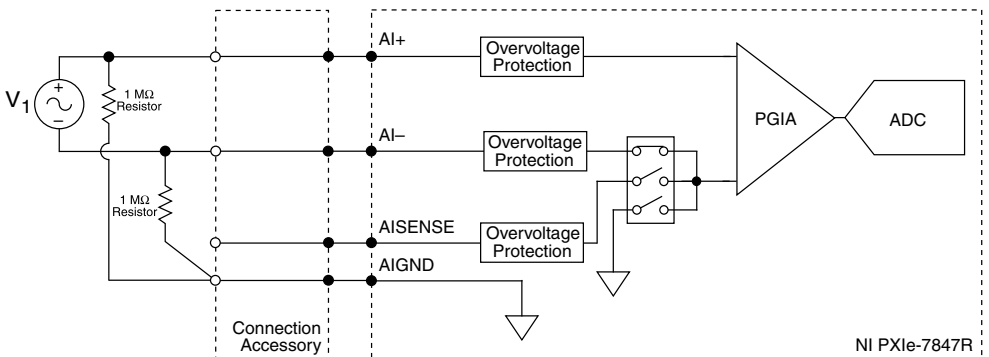 AI+
Overvoltage
Protection
+
V1
−
1 MΩ
Resistor
PGIA
ADC
AI–
Overvoltage
Protection
1 MΩ
Resistor
AISENSE
Overvoltage
Protection
AIGND
Connection
Accessory
NI PXIe-7847R